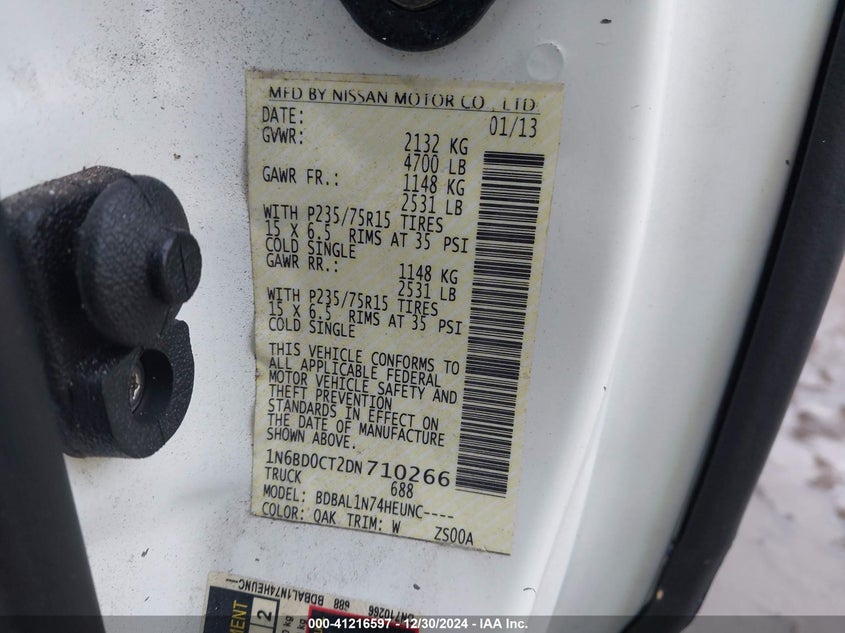 MFD BY NISSAN MOTOR CO., LTD.
DATE: 01/13
GVWR: 2132 KG
4700 LB
GAWR FR.: 1148 KG
2531 LB
WITH P235/75R15 TIRES
15 X 6.5 RIMS AT 35 PSI
COLD SINGLE
GAWR RR.: 1148 KG
2531 LB
WITH P235/75R15 TIRES
15 X 6.5 RIMS AT 35 PSI
COLD SINGLE
THIS VEHICLE CONFORMS TO
ALL APPLICABLE FEDERAL
MOTOR VEHICLE SAFETY AND
THEFT PREVENTION
STANDARDS IN EFFECT ON
THE DATE OF MANUFACTURE
SHOWN ABOVE.
1N6BD0CT2DN710266
TRUCK 688
MODEL: BDBAL1N74HEUNC----
COLOR: QAK TRIM: W ZS00A
710266
688
BDBAL1N74HEUNC
2
000-41216597 - 12/30/2024 - IAA Inc.